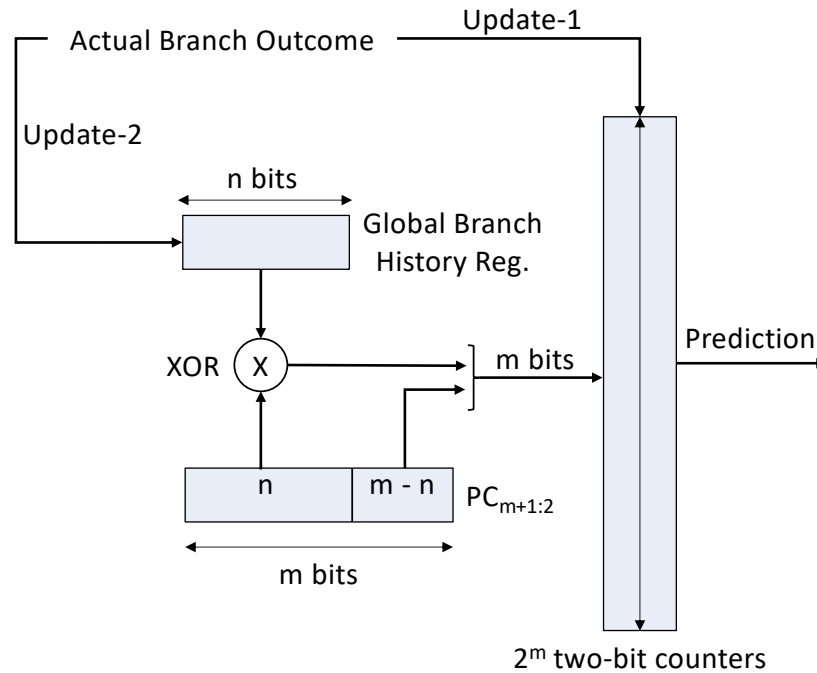 Update-1
Actual Branch Outcome
Update-2
n bits
Global Branch
History Reg.
XOR
X
m bits
Prediction
n
m - n
PCm+1:2
m bits
2m two-bit counters